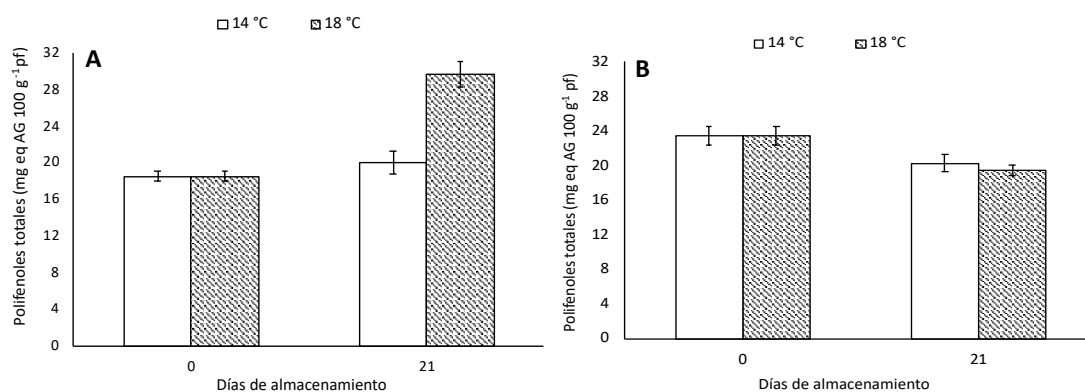 14 °C 18 °C
A
Polifenoles totales (mg eq AG 100 g⁻¹ pf)
32
28
24
20
16
12
8
4
0
0 21
Días de almacenamiento
14 °C 18 °C
B
Polifenoles totales (mg eq AG 100 g⁻¹ pf)
32
28
24
20
16
12
8
4
0
0 21
Días de almacenamiento